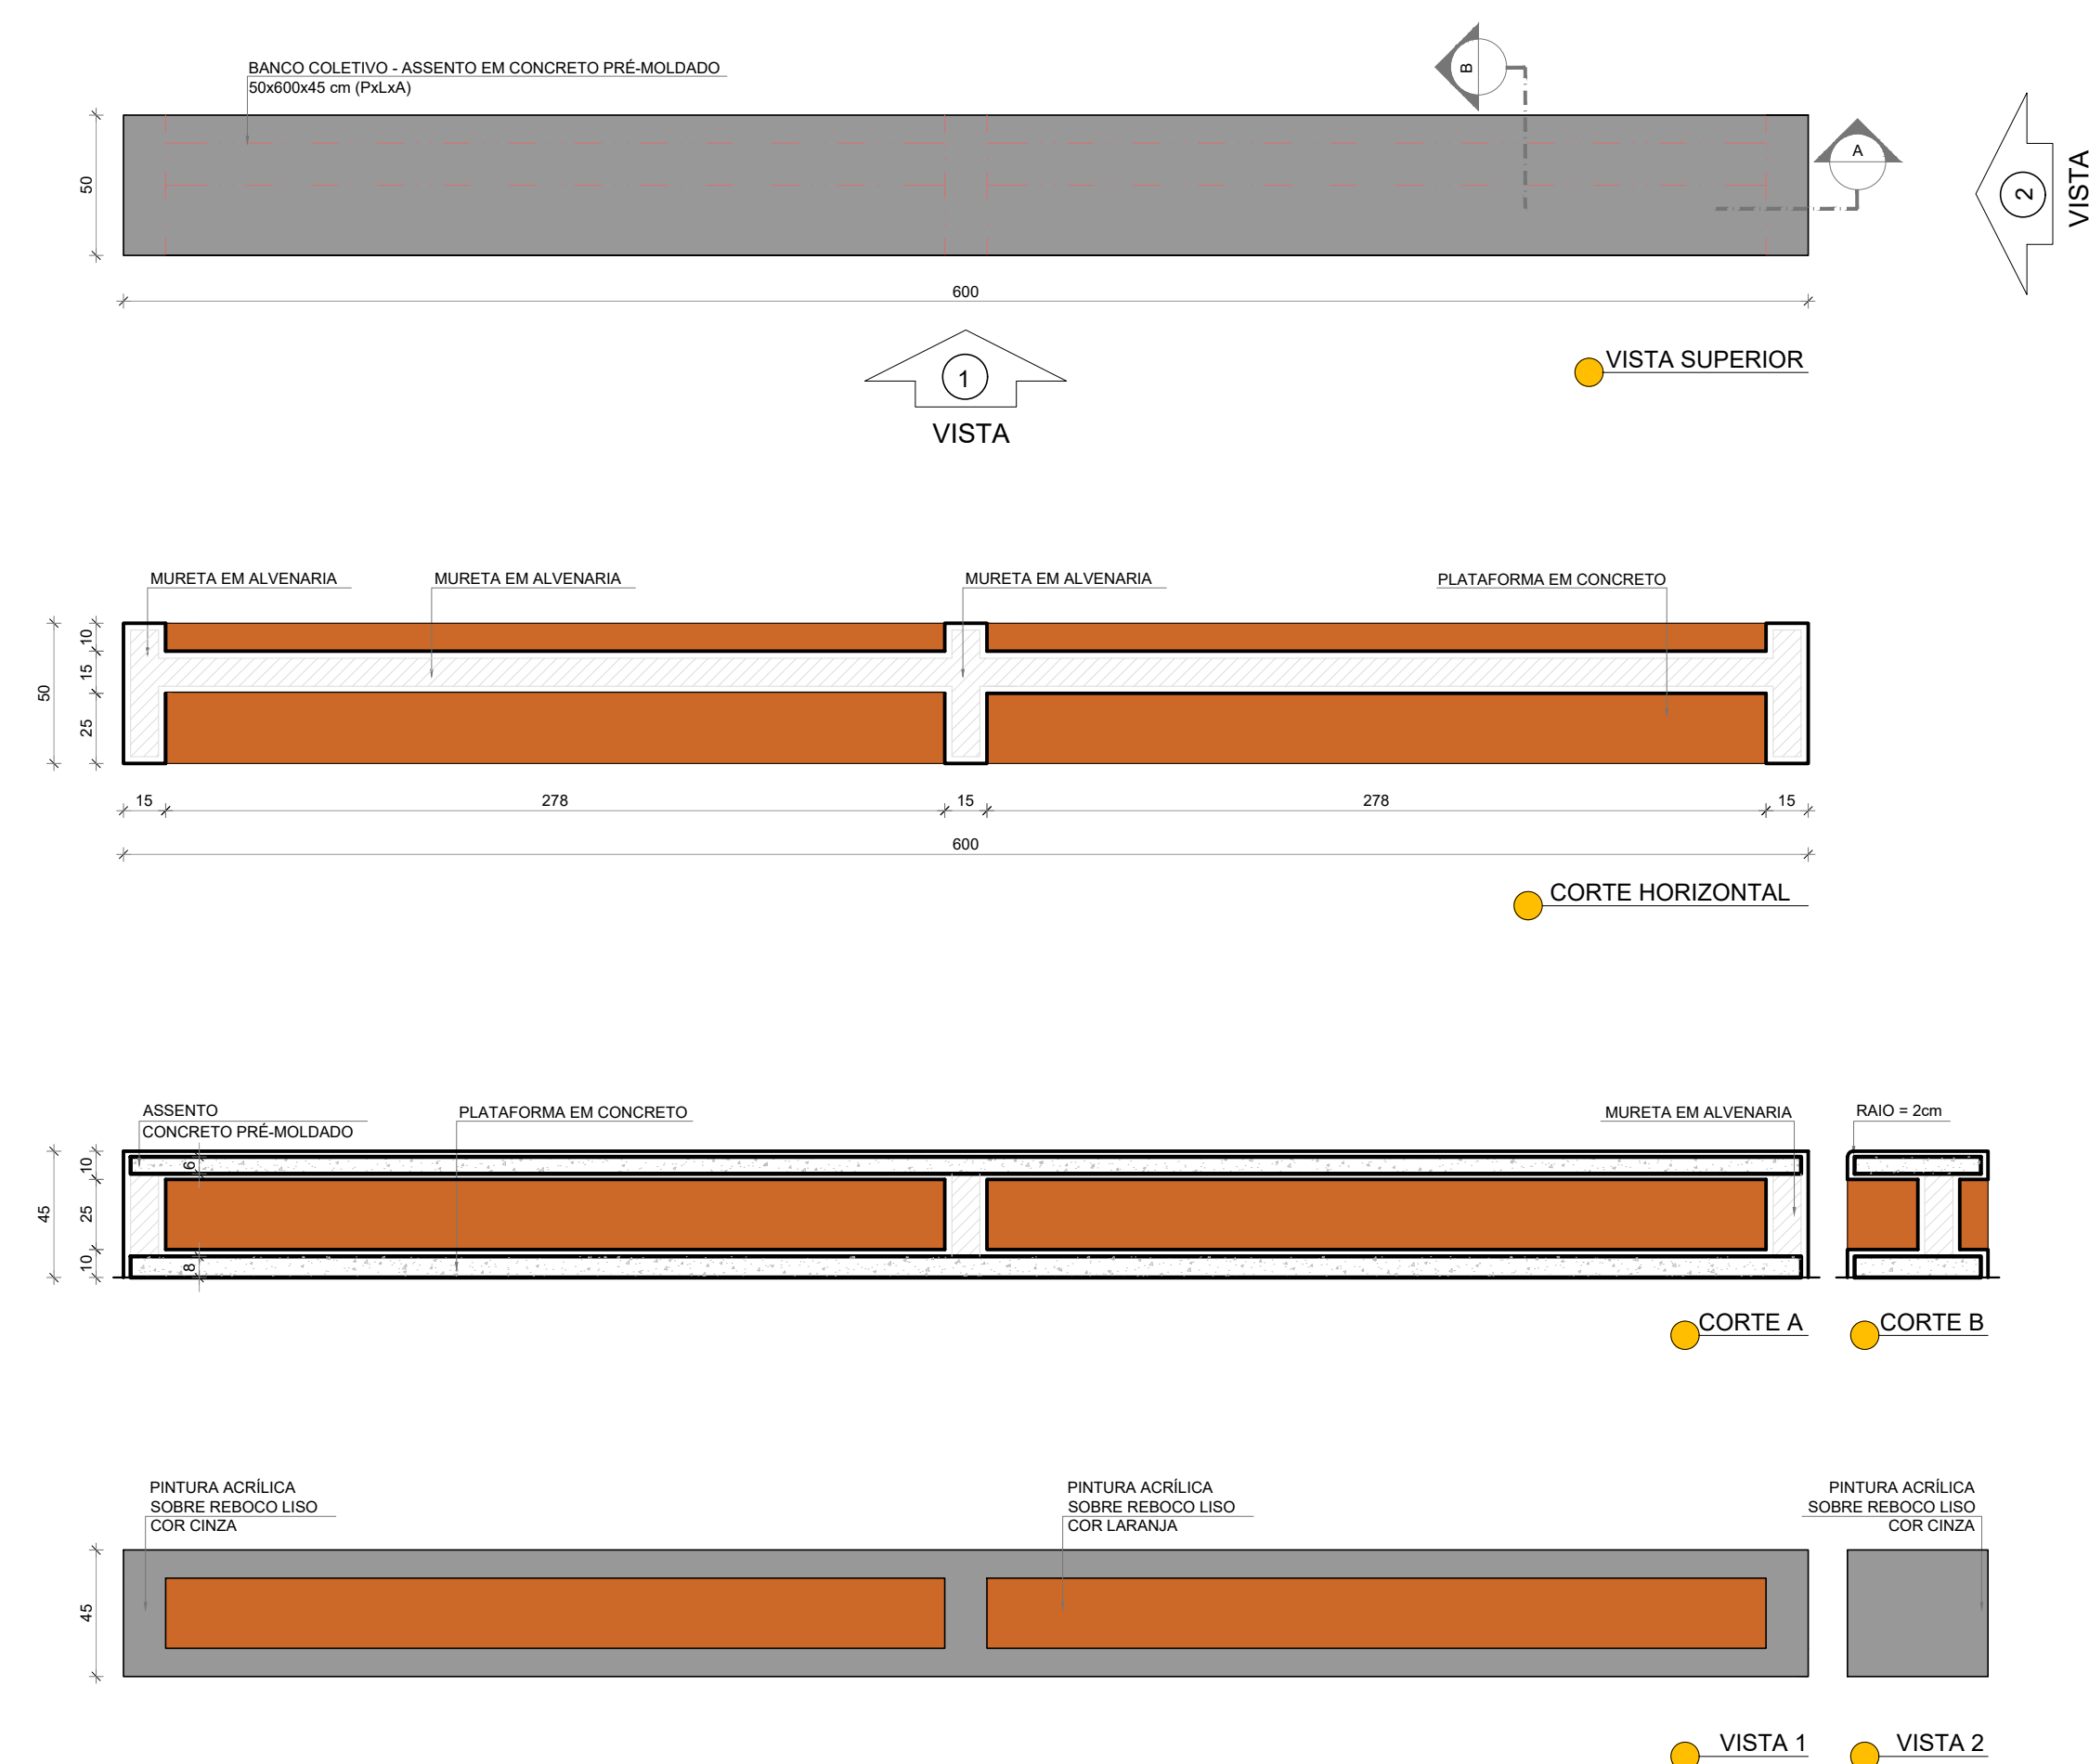 BANCO COLETIVO - ASSENTO EM CONCRETO PRÉ-MOLDADO
50x600x45 cm (PxLxA)
B
A
2
VISTA
50
600
1
VISTA
VISTA SUPERIOR
MURETA EM ALVENARIA
MURETA EM ALVENARIA
MURETA EM ALVENARIA
PLATAFORMA EM CONCRETO
50
10
15
25
15
278
15
278
15
600
CORTE HORIZONTAL
ASSENTO
CONCRETO PRÉ-MOLDADO
PLATAFORMA EM CONCRETO
MURETA EM ALVENARIA
RAIO = 2cm
45
10
25
10
6
8
CORTE A
CORTE B
PINTURA ACRÍLICA
SOBRE REBOCO LISO
COR CINZA
PINTURA ACRÍLICA
SOBRE REBOCO LISO
COR LARANJA
PINTURA ACRÍLICA
SOBRE REBOCO LISO
COR CINZA
45
VISTA 1
VISTA 2